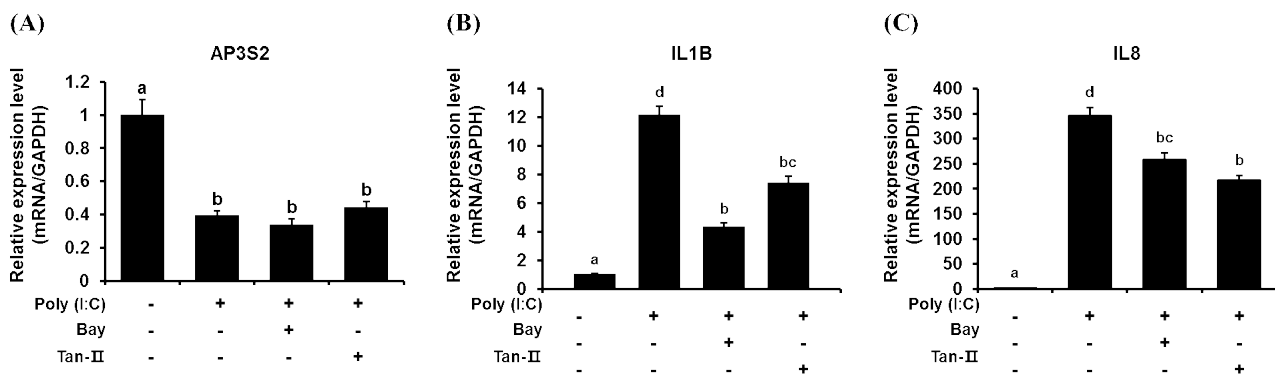 (A)
AP3S2
Relative expression level
(mRNA/GAPDH)
1.2
1
0.8
0.6
0.4
0.2
0
a
b
b
b
Poly (I:C) - + + +
Bay - - + -
Tan-II - - - +
(B)
IL1B
Relative expression level
(mRNA/GAPDH)
14
12
10
8
6
4
2
0
a
d
b
bc
Poly (I:C) - + + +
Bay - - + -
Tan-II - - - +
(C)
IL8
Relative expression level
(mRNA/GAPDH)
400
350
300
250
200
150
100
50
0
a
d
bc
b
Poly (I:C) - + + +
Bay - - + -
Tan-II - - - +